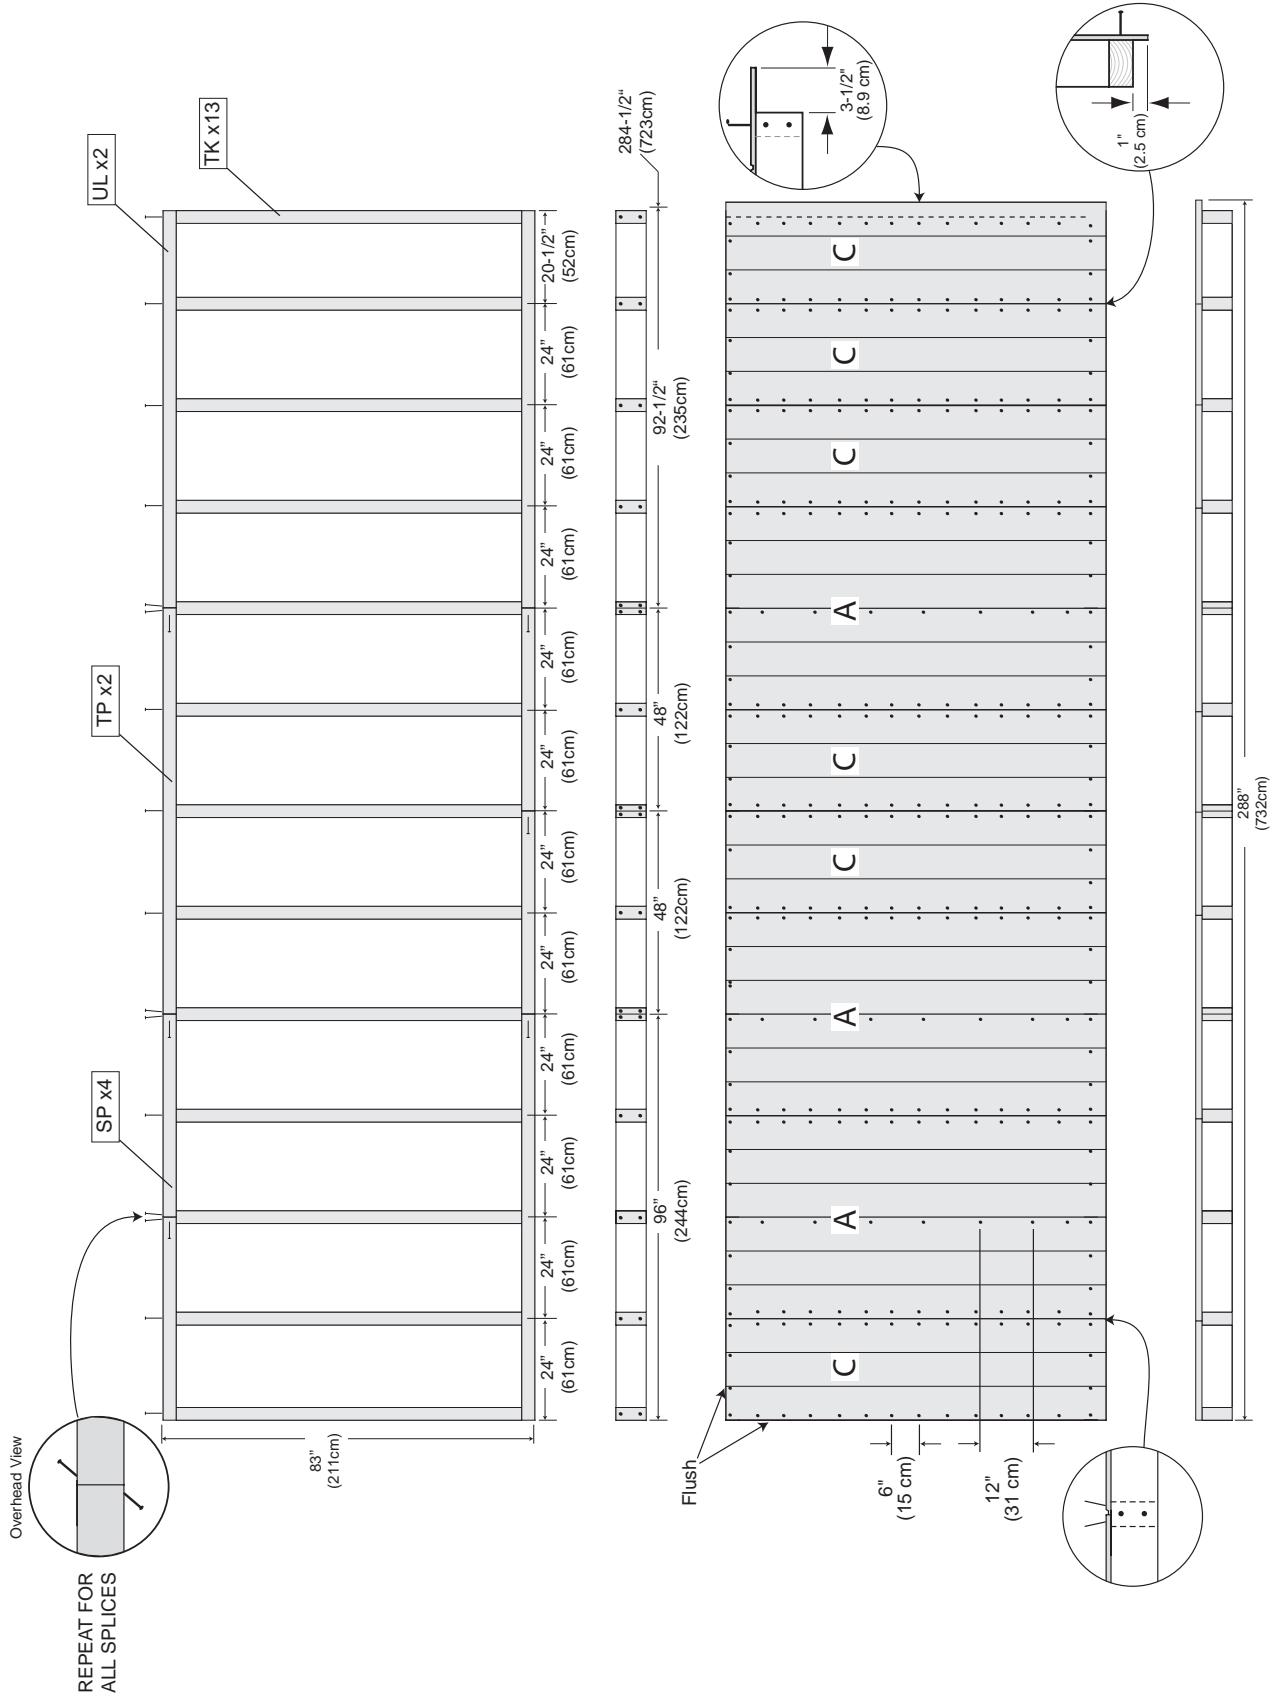 Overhead View
REPEAT FOR
ALL SPLICES
SP x4
TP x2
UL x2
TK x13
83"
(211cm)
24"
(61cm)
24"
(61cm)
24"
(61cm)
24"
(61cm)
24"
(61cm)
24"
(61cm)
24"
(61cm)
24"
(61cm)
24"
(61cm)
24"
(61cm)
24"
(61cm)
20-1/2"
(52cm)
96"
(244cm)
48"
(122cm)
48"
(122cm)
92-1/2"
(235cm)
284-1/2"
(723cm)
Flush
C
A
A
C
C
A
C
C
C
6"
(15 cm)
12"
(31 cm)
3-1/2"
(8.9 cm)
1"
(2.5 cm)
288"
(732cm)